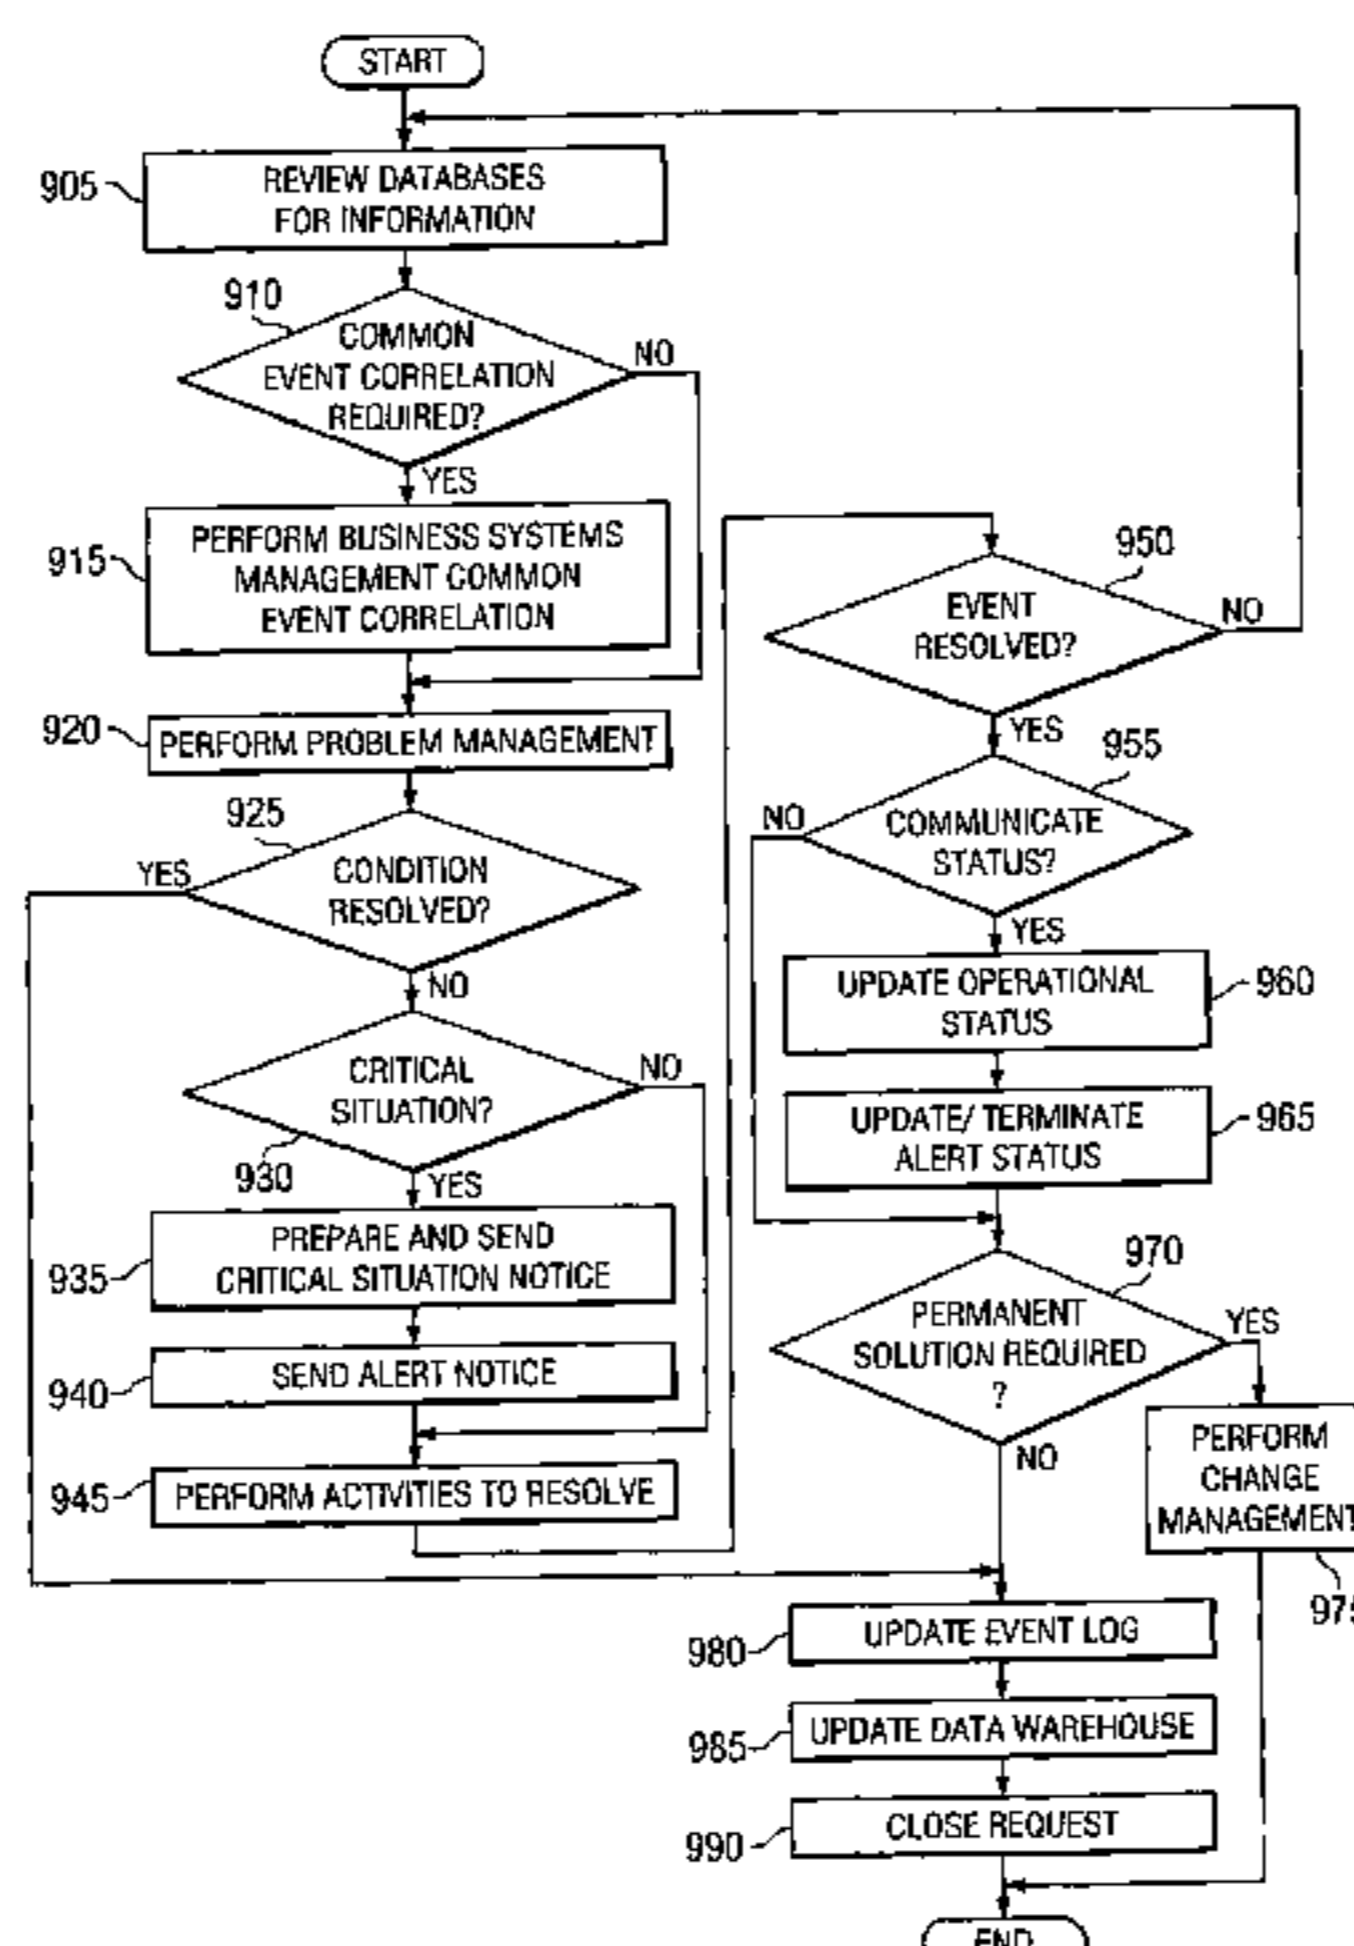 START
905
REVIEW DATABASES
FOR INFORMATION
910
COMMON
EVENT CORRELATION
REQUIRED?
NO
YES
915
PERFORM BUSINESS SYSTEMS
MANAGEMENT COMMON
EVENT CORRELATION
920
PERFORM PROBLEM MANAGEMENT
925
YES
CONDITION
RESOLVED?
NO
CRITICAL
SITUATION?
NO
930
YES
935
PREPARE AND SEND
CRITICAL SITUATION NOTICE
940
SEND ALERT NOTICE
945
PERFORM ACTIVITIES TO RESOLVE
950
EVENT
RESOLVED?
NO
YES
955
NO
COMMUNICATE
STATUS?
YES
UPDATE OPERATIONAL
STATUS
960
UPDATE/ TERMINATE
ALERT STATUS
965
970
PERMANENT
SOLUTION REQUIRED
?
YES
NO
PERFORM
CHANGE
MANAGEMENT
975
980
UPDATE EVENT LOG
985
UPDATE DATA WAREHOUSE
990
CLOSE REQUEST
END